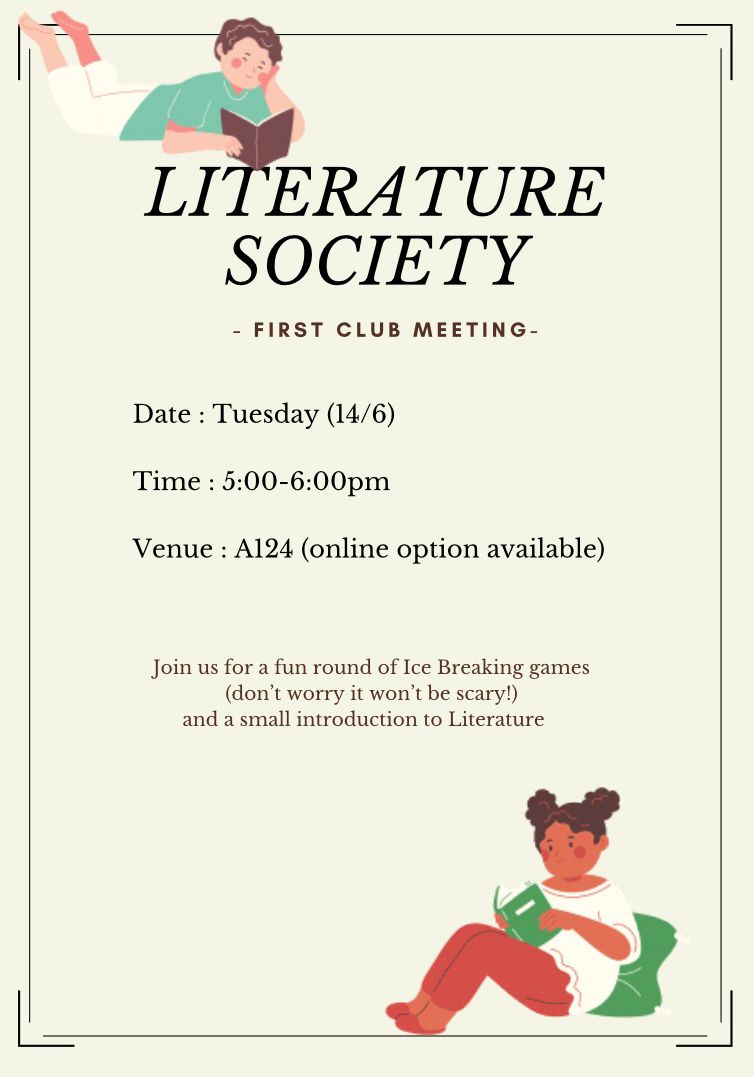 LITERATURE
SOCIETY
- FIRST CLUB MEETING-
Date : Tuesday (14/6)
Time : 5:00-6:00pm
Venue : A124 (online option available)
Join us for a fun round of Ice Breaking games
(don't worry it won't be scary!)
and a small introduction to Literature